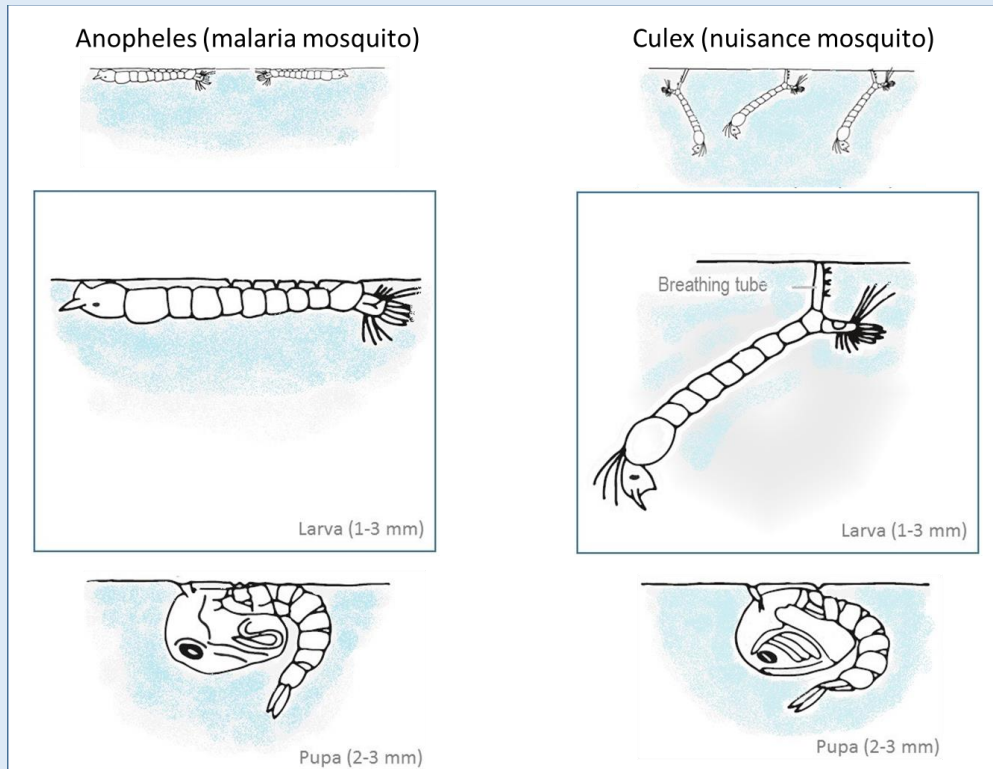 Anopheles (malaria mosquito)
Culex (nuisance mosquito)
Larva (1-3 mm)
Breathing tube
Larva (1-3 mm)
Pupa (2-3 mm)
Pupa (2-3 mm)